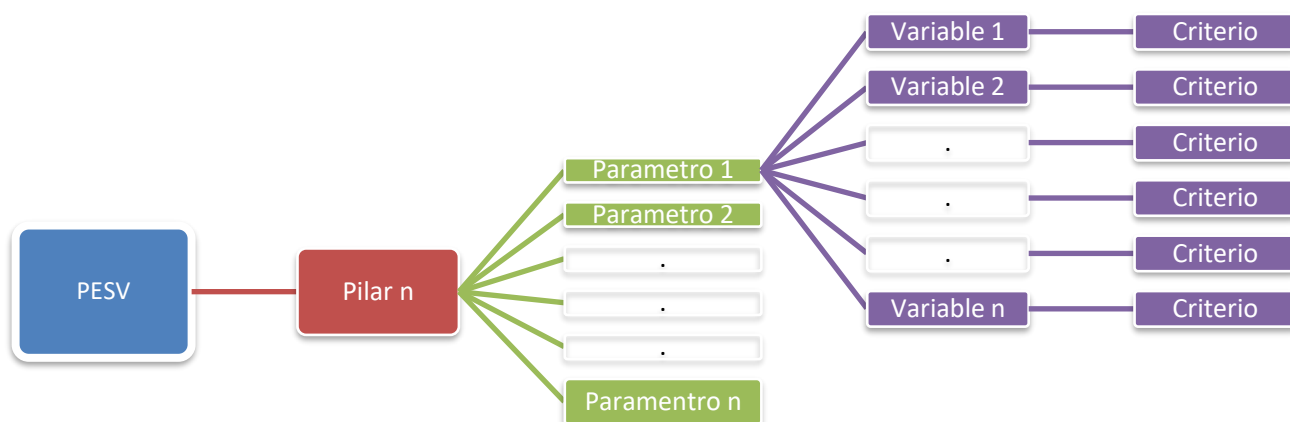 PESV
Pilar n
Parametro 1
Parametro 2
.
.
.
Paramentro n
Variable 1
Criterio
Variable 2
Criterio
.
Criterio
.
Criterio
.
Criterio
Variable n
Criterio